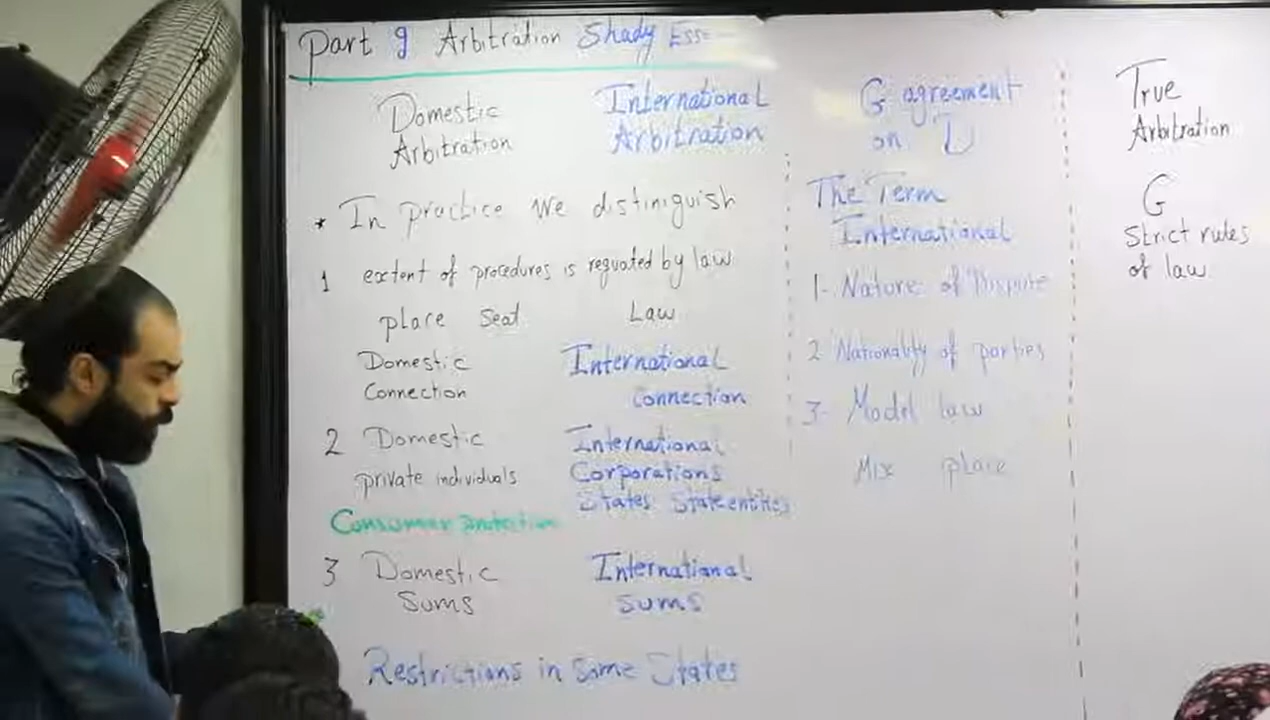 Part 9 Arbitration Shady
Domestic International
Arbitration Arbitration
* In practice We distinguish
1 extent of procedures is reguated by law
place Seat Law
Domestic International
Connection Connection
2 Domestic International
private individuals Corporations
States State entites
Consumer protection
3 Domestic International
Sums Sums
Restrictions in Some States
G agreement
on
The Term
International
1- Nature of Dispute
2 Nationality of parties
3- Model law
Mix place
True
Arbitration
G
Strict rules
of law